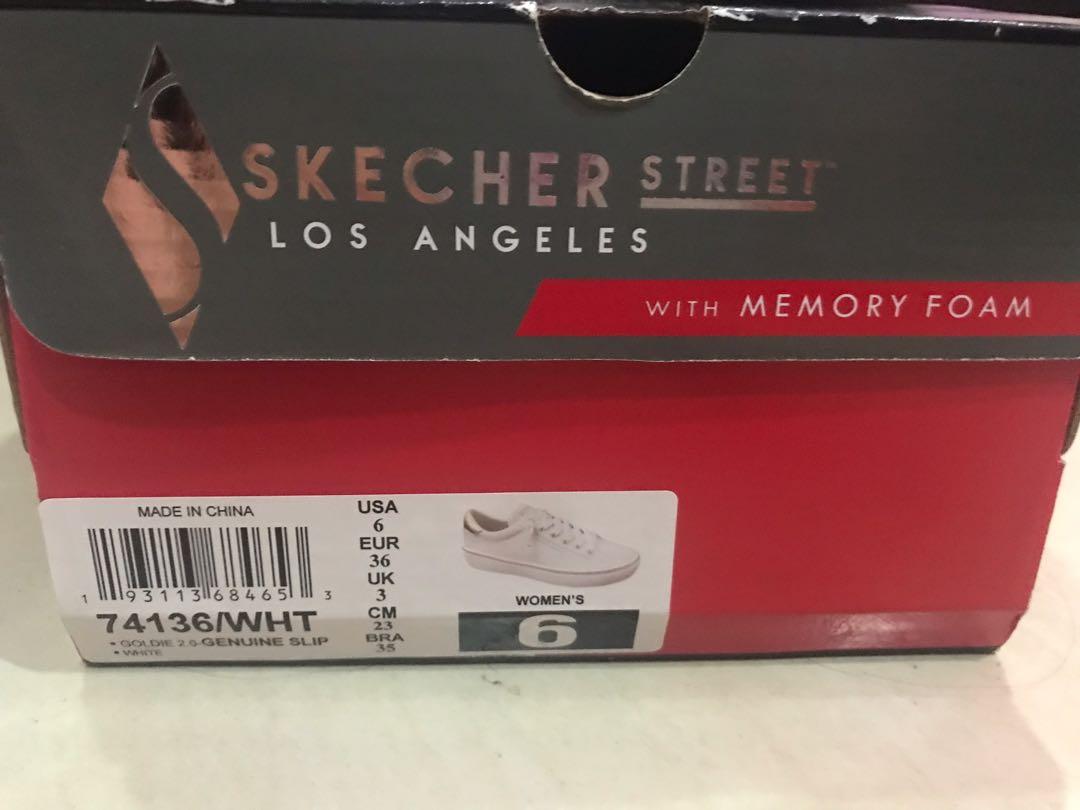 SKECHER STREET™
LOS ANGELES
WITH MEMORY FOAM
MADE IN CHINA
1 93113 68465 3
74136/WHT
• GOLDIE 2.0-GENUINE SLIP
• WHITE
USA
6
EUR
36
UK
3
CM
23
BRA
35
WOMEN'S
6